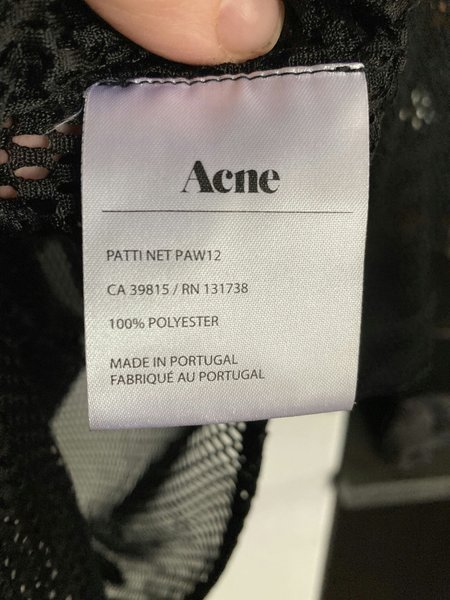 Acne
PATTI NET PAW12
CA 39815 / RN 131738
100% POLYESTER
MADE IN PORTUGAL
FABRIQUÉ AU PORTUGAL